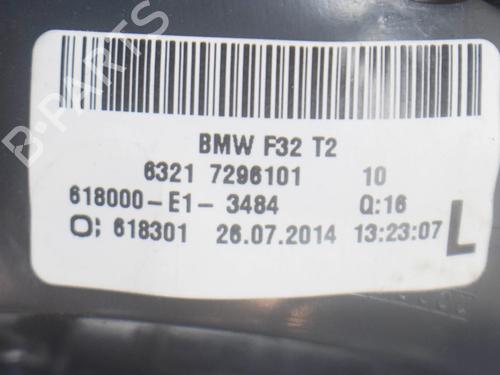 B-PARTS
BMW F32 T2
6321 7296101 10
618000-E1-3484 Q:16
O; 618301 26.07.2014 13:23:07 L